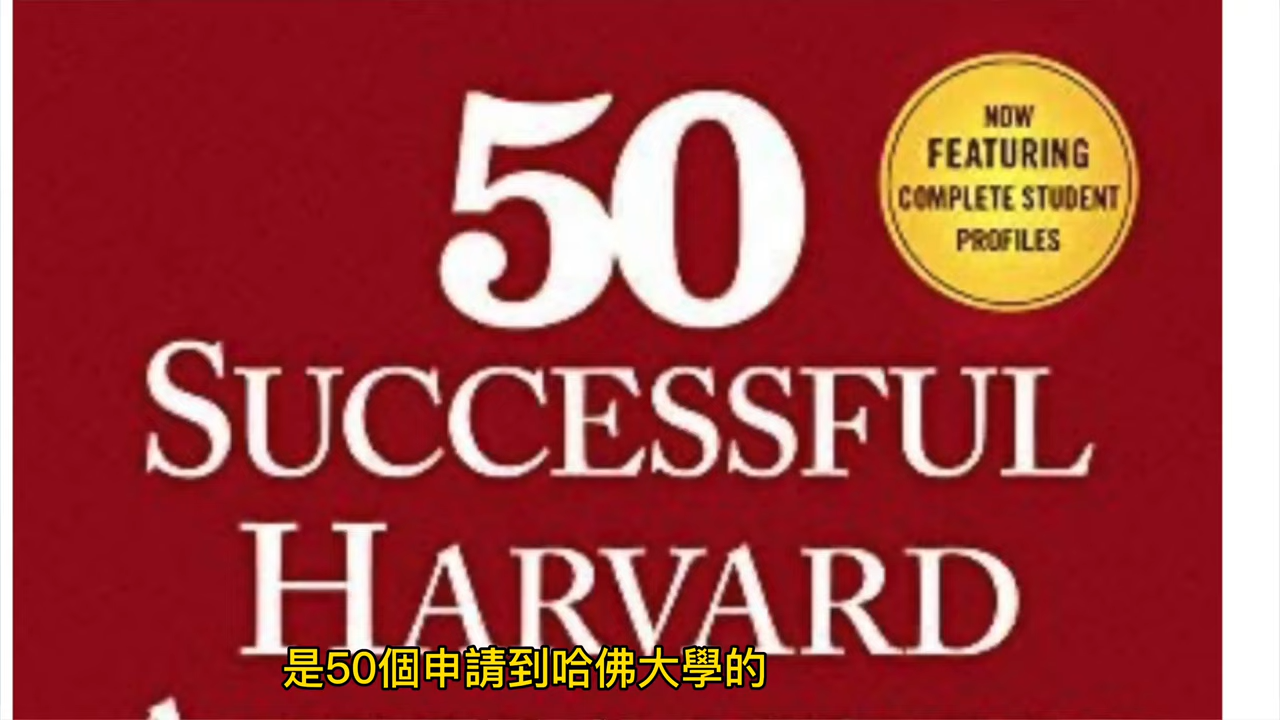 50
NOW
FEATURING
COMPLETE STUDENT
PROFILES
SUCCESSFUL
HARVARD
是50個申請到哈佛大學的